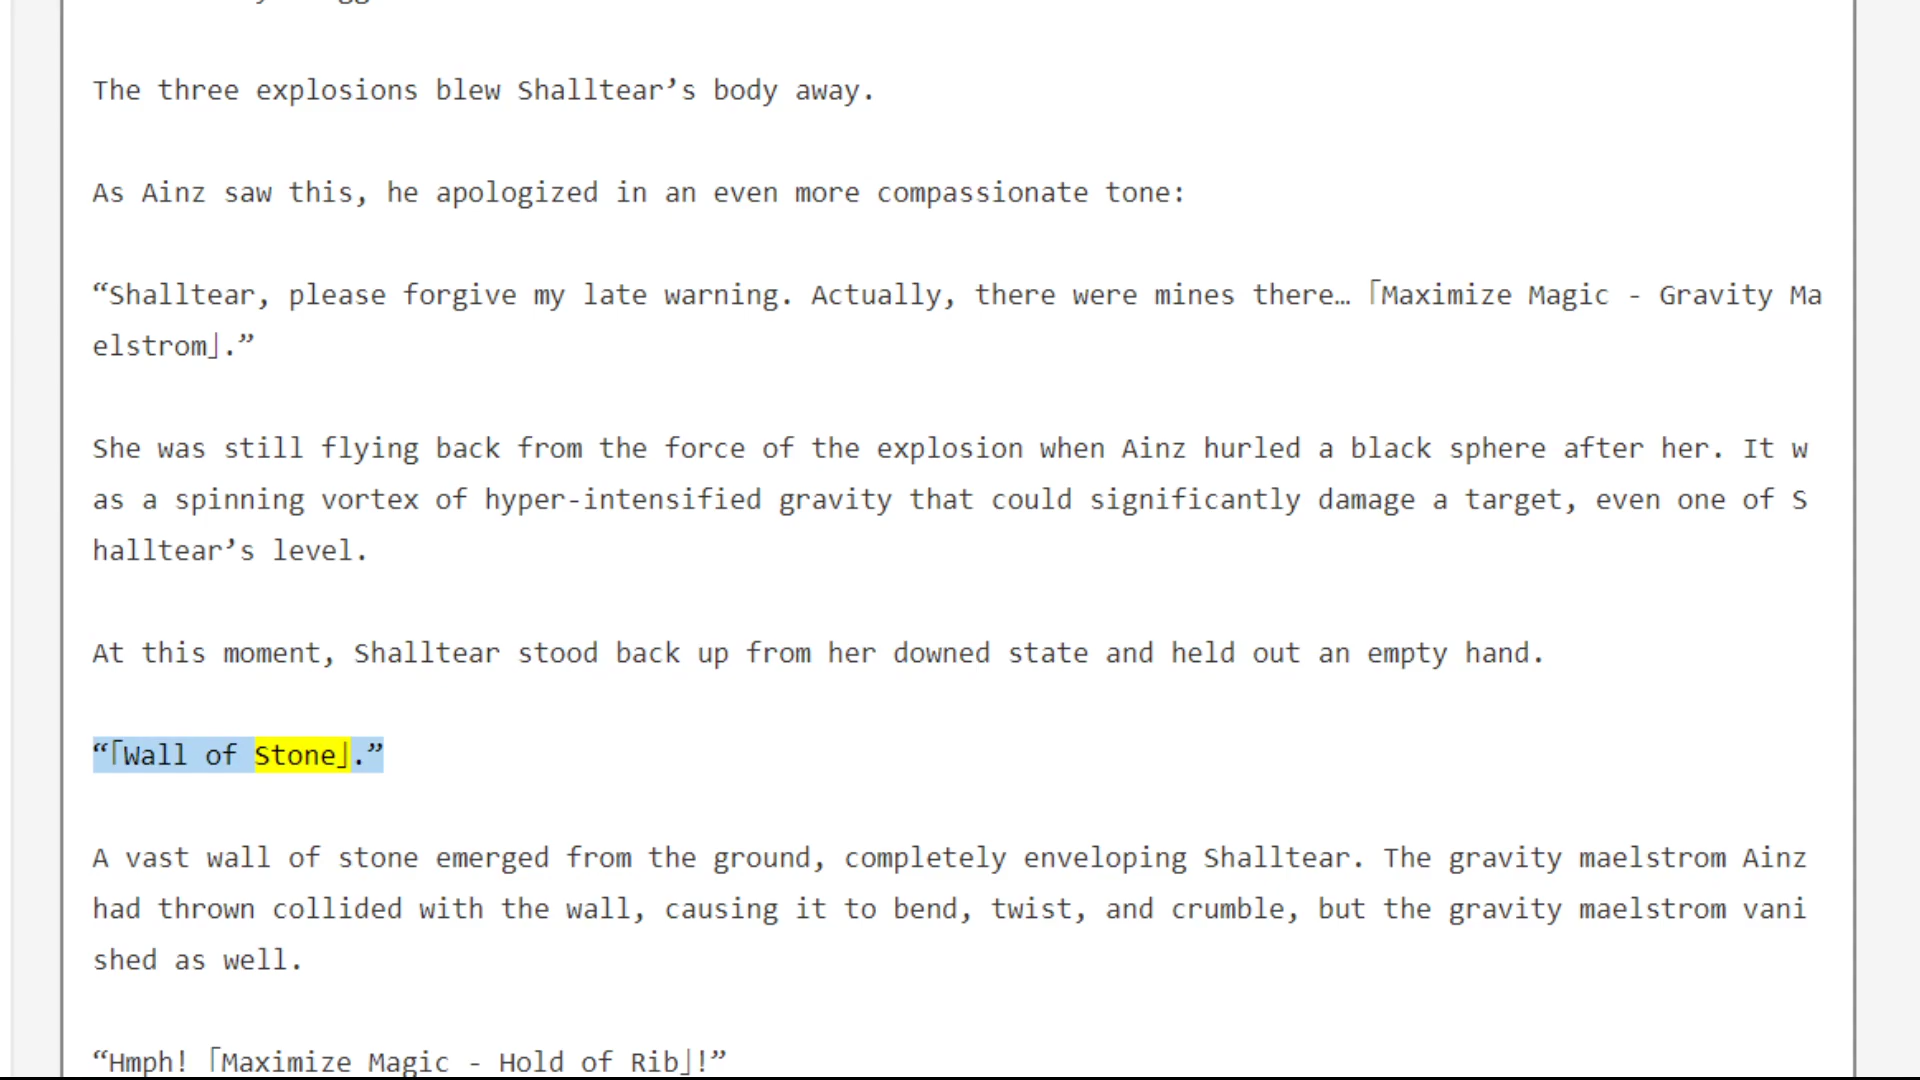 The three explosions blew Shalltear’s body away.
As Ainz saw this, he apologized in an even more compassionate tone:
“Shalltear, please forgive my late warning. Actually, there were mines there…「Maximize Magic - Gravity Ma
elstrom」.”
She was still flying back from the force of the explosion when Ainz hurled a black sphere after her. It w
as a spinning vortex of hyper-intensified gravity that could significantly damage a target, even one of S
halltear’s level.
At this moment, Shalltear stood back up from her downed state and held out an empty hand.
“「Wall of Stone」.”
A vast wall of stone emerged from the ground, completely enveloping Shalltear. The gravity maelstrom Ainz
had thrown collided with the wall, causing it to bend, twist, and crumble, but the gravity maelstrom vani
shed as well.
“Hmph! 「Maximize Magic - Hold of Rib」!”